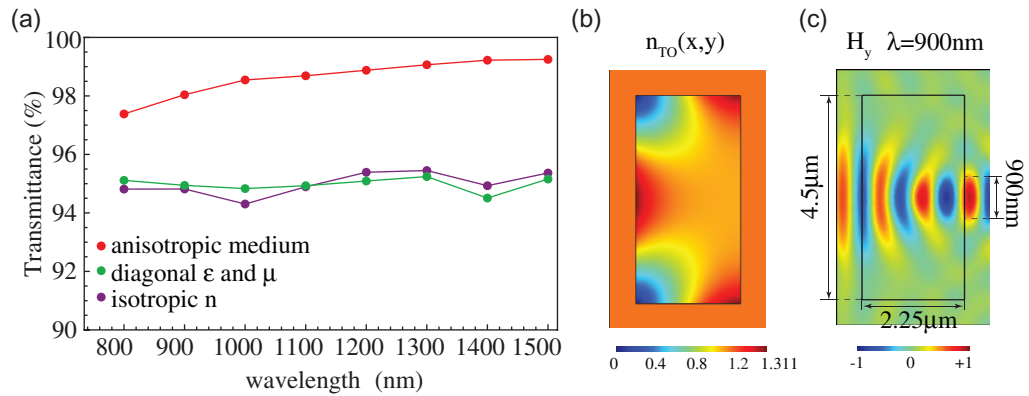 (a)
100
98
96
94
92
90
Transmittance (%)
anisotropic medium
diagonal ε and μ
isotropic n
800 900 1000 1100 1200 1300 1400 1500
wavelength (nm)
(b)
n_TO(x,y)
0 0.4 0.8 1.2 1.311
(c)
H_y λ=900nm
4.5μm
900nm
2.25μm
-1 0 +1